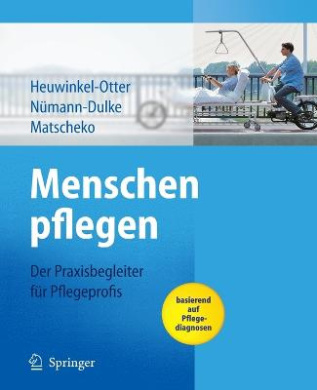 Heuwinkel-Otter
Nümann-Dulke
Matscheko
Menschen
pflegen
Der Praxisbegleiter
für Pflegeprofis
basierend
auf
Pflege-
diagnosen
Springer